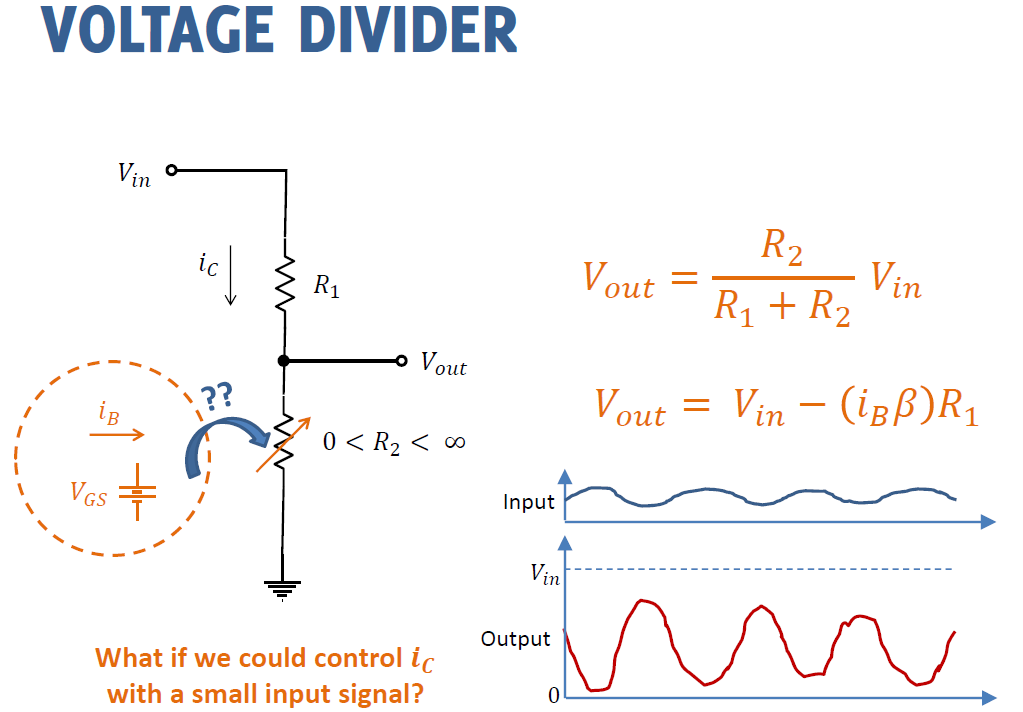 VOLTAGE DIVIDER
V_in
i_C
R_1
V_out
??
i_B
V_GS
0 < R_2 < ∞
What if we could control i_C
with a small input signal?
V_out = R_2 / (R_1 + R_2) V_in
V_out = V_in − (i_B β)R_1
Input
V_in
Output
0